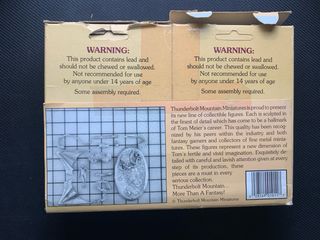 WARNING:
This product contains lead and
should not be chewed or swallowed.
Not recommended for use
by anyone under 14 years of age
Some assembly required.
WARNING:
This product contains lead and
should not be chewed or swallowed.
Not recommended for use
by anyone under 14 years of age
Some assembly required.
Thunderbolt Mountain Miniatures is proud to present
its new line of collectible figures. Each is sculpted in
the finest of detail which has come to be a hallmark
of Tom Meier's career. This quality has been recog-
nized by his peers within the industry and both
fantasy gamers and collectors of fine metal minia-
tures. These figures represent a new dimension of
Tom's fertile and vivid imagination. Exquisitely de-
tailed with careful and lavish attention given at every
step of its production, these
pieces are a must in every
serious collection.
Thunderbolt Mountain...
More Than A Fantasy!
© Thunderbolt Mountain Miniatures